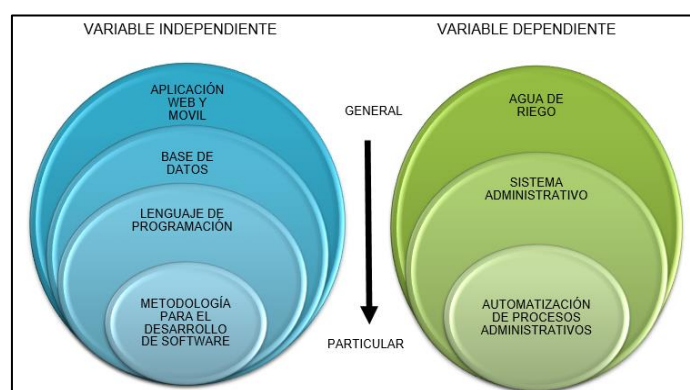 VARIABLE INDEPENDIENTE
APLICACIÓN
WEB Y
MOVIL
BASE DE
DATOS
LENGUAJE DE
PROGRAMACIÓN
METODOLOGÍA
PARA EL
DESARROLLO
DE SOFTWARE
GENERAL
PARTICULAR
VARIABLE DEPENDIENTE
AGUA DE
RIEGO
SISTEMA
ADMINISTRATIVO
AUTOMATIZACIÓN
DE PROCESOS
ADMINISTRATIVOS